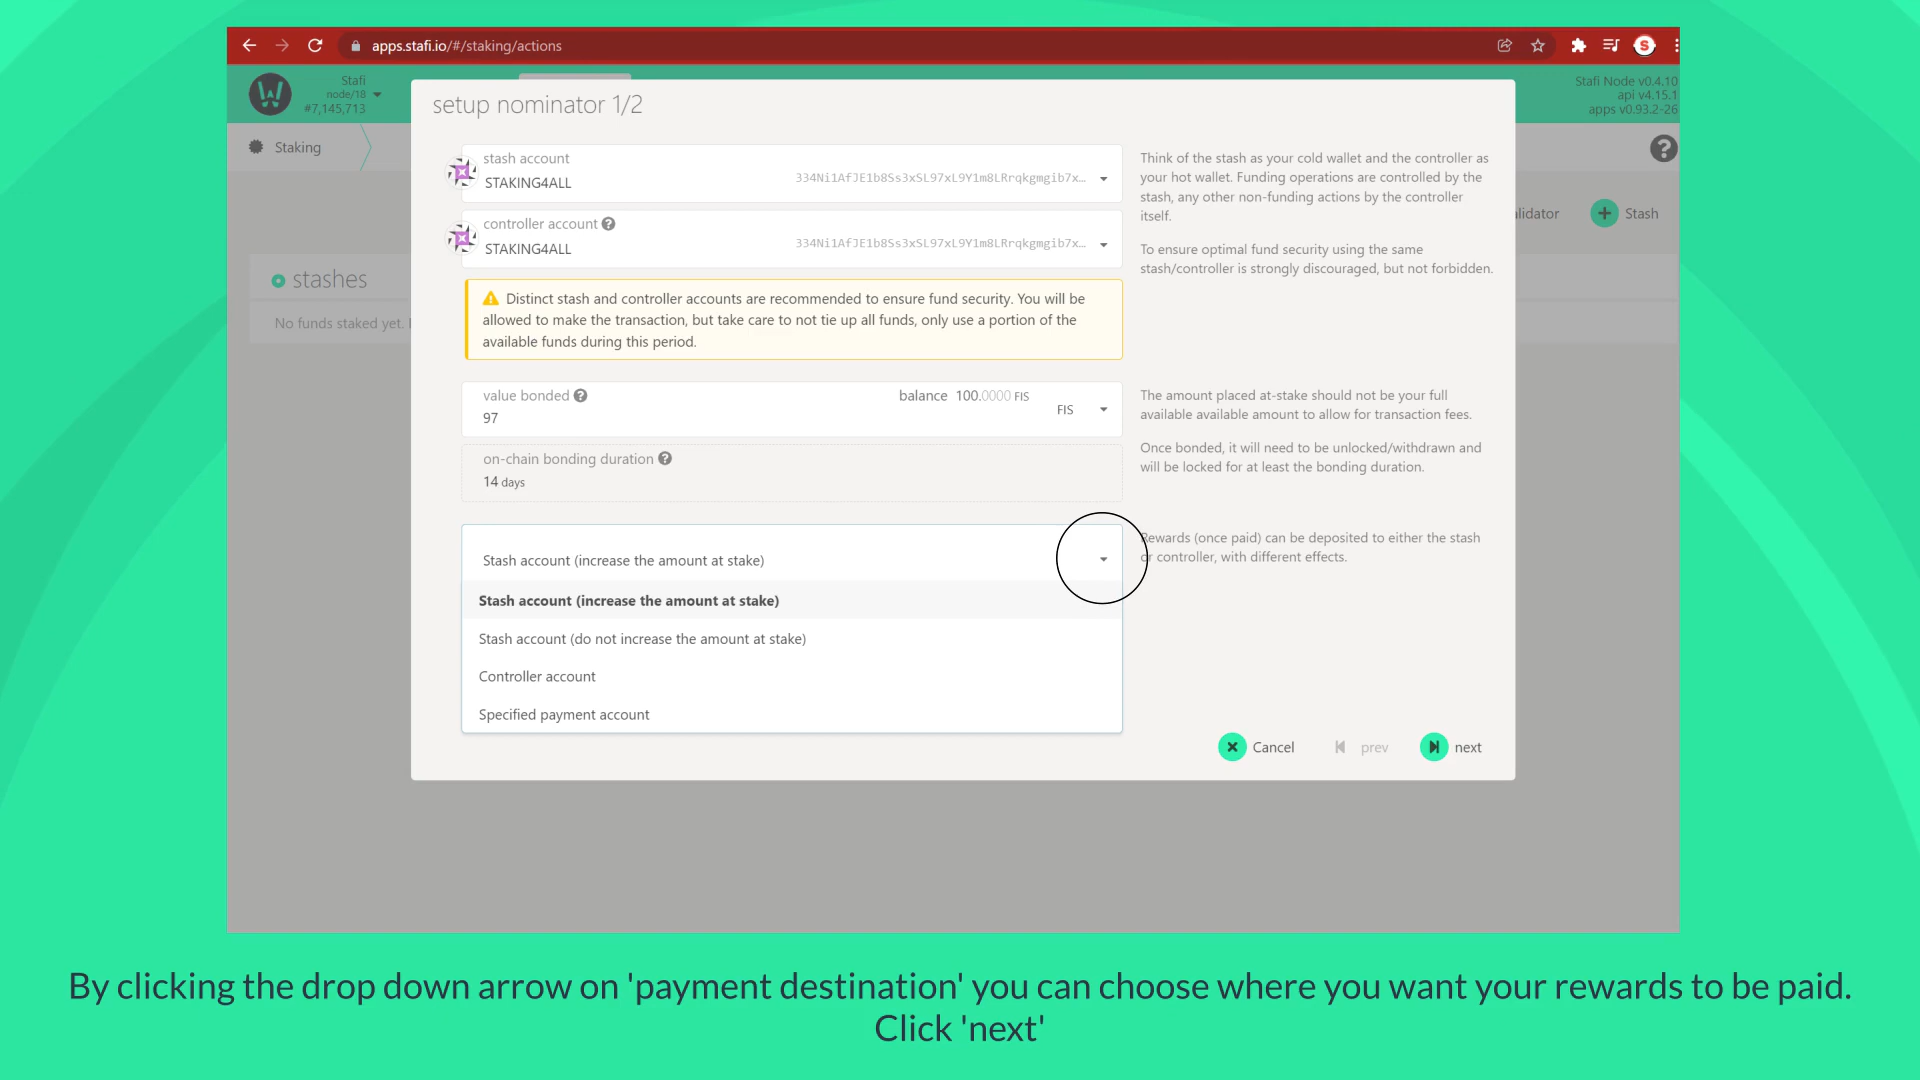 apps.stafi.io/#/staking/actions
S
Stafi
node/18
#7,145,713
Stafi Node v0.4.10
api v4.15.1
apps v0.93.2-26
Staking
setup nominator 1/2
stash account
STAKING4ALL
334Ni1AfJE1b8Ss3xSL97xL9Y1m8LRrqkgmgib7x…
controller account
STAKING4ALL
334Ni1AfJE1b8Ss3xSL97xL9Y1m8LRrqkgmgib7x…
Think of the stash as your cold wallet and the controller as
your hot wallet. Funding operations are controlled by the
stash, any other non-funding actions by the controller
itself.
To ensure optimal fund security using the same
stash/controller is strongly discouraged, but not forbidden.
Stash
stashes
No funds staked yet.
Distinct stash and controller accounts are recommended to ensure fund security. You will be
allowed to make the transaction, but take care to not tie up all funds, only use a portion of the
available funds during this period.
value bonded
97
balance 100.0000 FIS
FIS
The amount placed at-stake should not be your full
available available amount to allow for transaction fees.
Once bonded, it will need to be unlocked/withdrawn and
will be locked for at least the bonding duration.
on-chain bonding duration
14 days
Stash account (increase the amount at stake)
Stash account (increase the amount at stake)
Stash account (do not increase the amount at stake)
Controller account
Specified payment account
Rewards (once paid) can be deposited to either the stash
or controller, with different effects.
Cancel
prev
next
By clicking the drop down arrow on 'payment destination' you can choose where you want your rewards to be paid.
Click 'next'